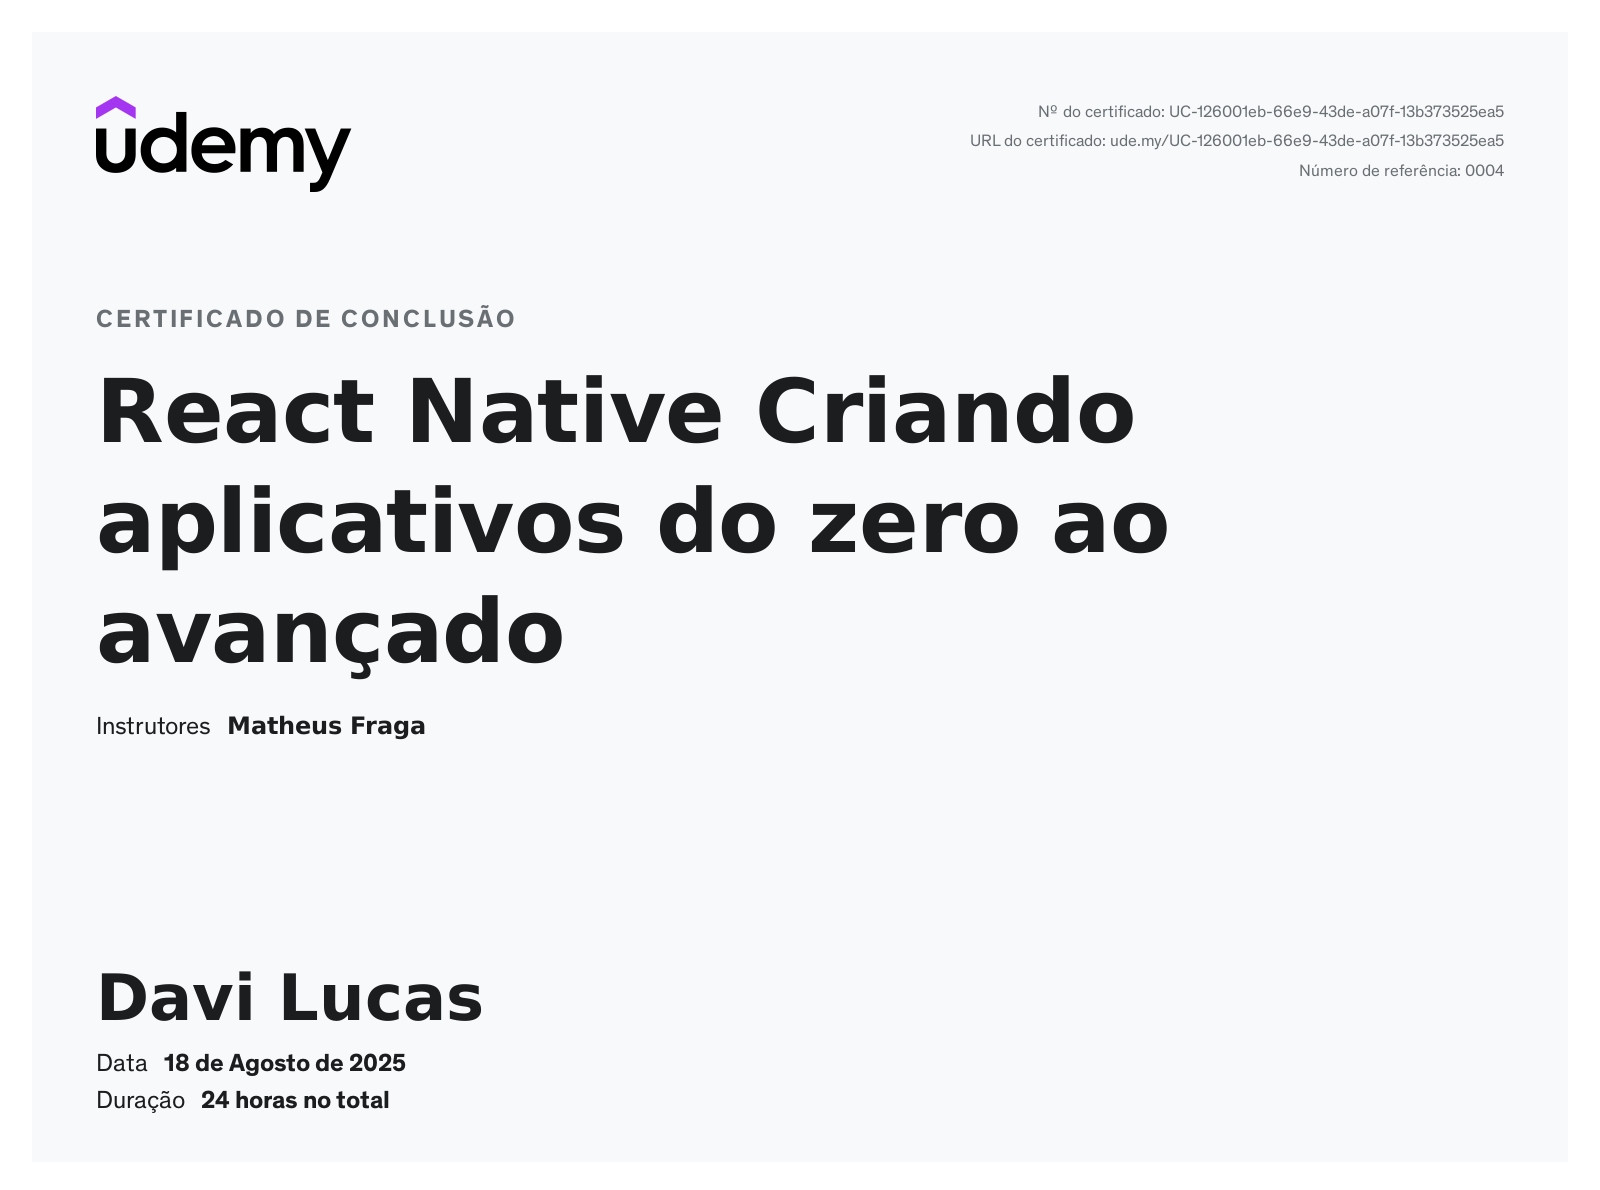 udemy
Nº do certificado: UC-126001eb-66e9-43de-a07f-13b373525ea5
URL do certificado: ude.my/UC-126001eb-66e9-43de-a07f-13b373525ea5
Número de referência: 0004
CERTIFICADO DE CONCLUSÃO
React Native Criando
aplicativos do zero ao
avançado
Instrutores Matheus Fraga
Davi Lucas
Data 18 de Agosto de 2025
Duração 24 horas no total